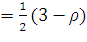 = 1/2 (3 − ρ)